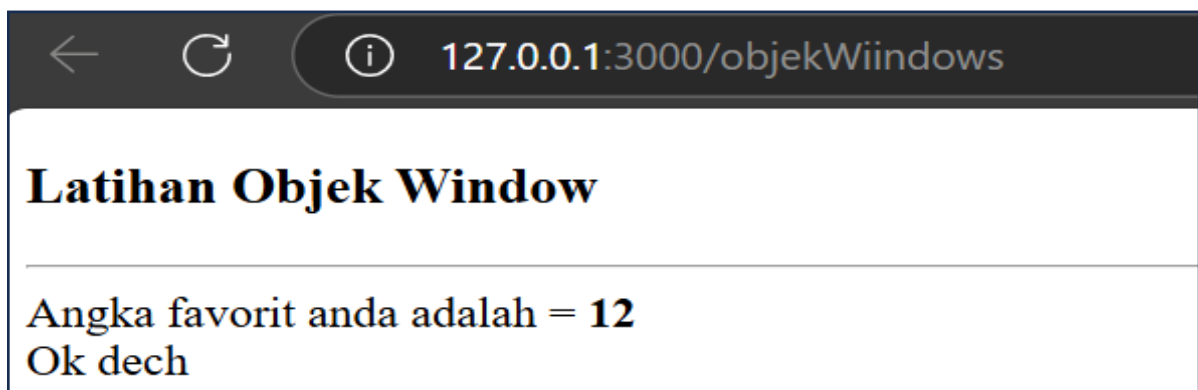 127.0.0.1:3000/objekWiindows
Latihan Objek Window
Angka favorit anda adalah = 12
Ok dech